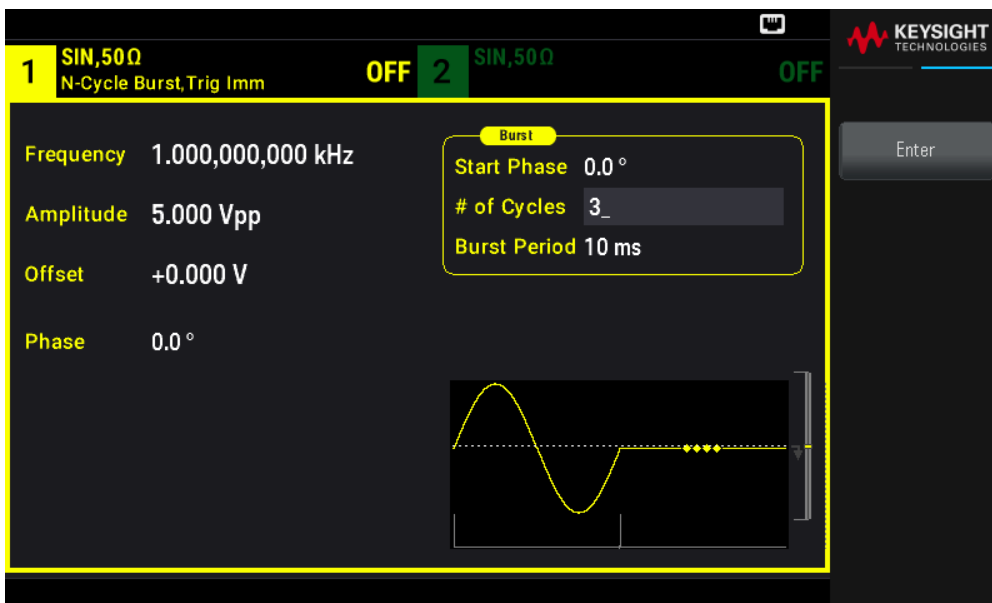 KEYSIGHT
TECHNOLOGIES
1
SIN,50Ω
N-Cycle Burst,Trig Imm
OFF
2
SIN,50Ω
OFF
Frequency 1.000,000,000 kHz
Amplitude 5.000 Vpp
Offset +0.000 V
Phase 0.0 °
Burst
Start Phase 0.0 °
# of Cycles 3_
Burst Period 10 ms
Enter